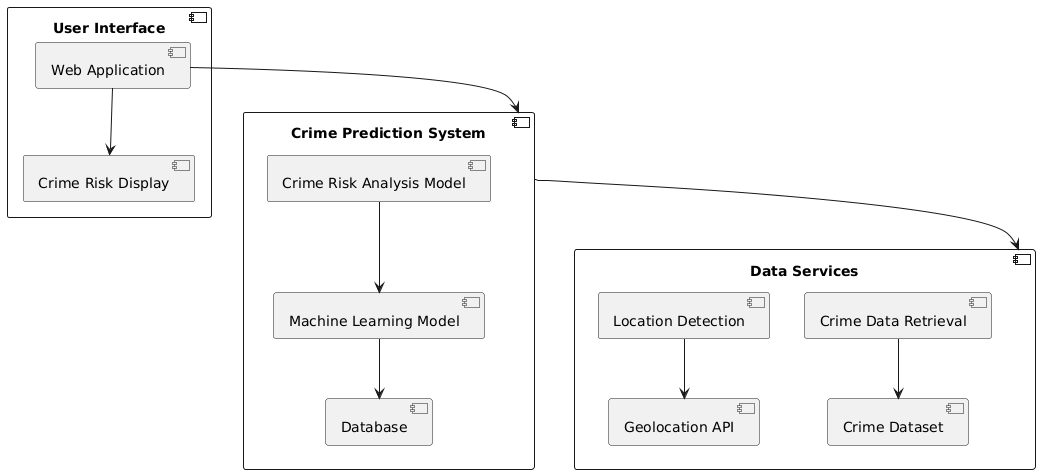 User Interface
Web Application
Crime Risk Display
Crime Prediction System
Crime Risk Analysis Model
Machine Learning Model
Database
Data Services
Location Detection
Crime Data Retrieval
Geolocation API
Crime Dataset